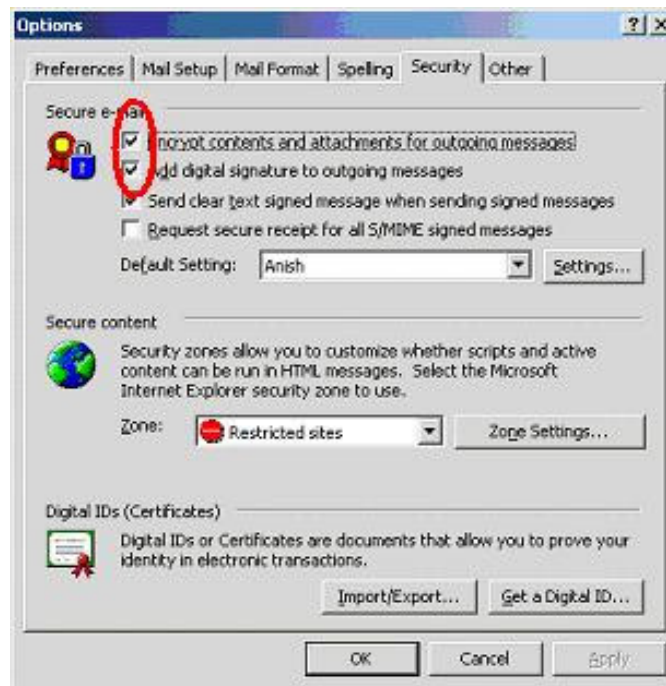 Options
Preferences Mail Setup Mail Format Spelling Security Other
Secure e-mail
Encrypt contents and attachments for outgoing messages
Add digital signature to outgoing messages
Send clear text signed message when sending signed messages
Request secure receipt for all S/MIME signed messages
Default Setting: Anish Settings...
Secure content
Security zones allow you to customize whether scripts and active
content can be run in HTML messages. Select the Microsoft
Internet Explorer security zone to use.
Zone: Restricted sites Zone Settings...
Digital IDs (Certificates)
Digital IDs or Certificates are documents that allow you to prove your
identity in electronic transactions.
Import/Export... Get a Digital ID...
OK Cancel Apply